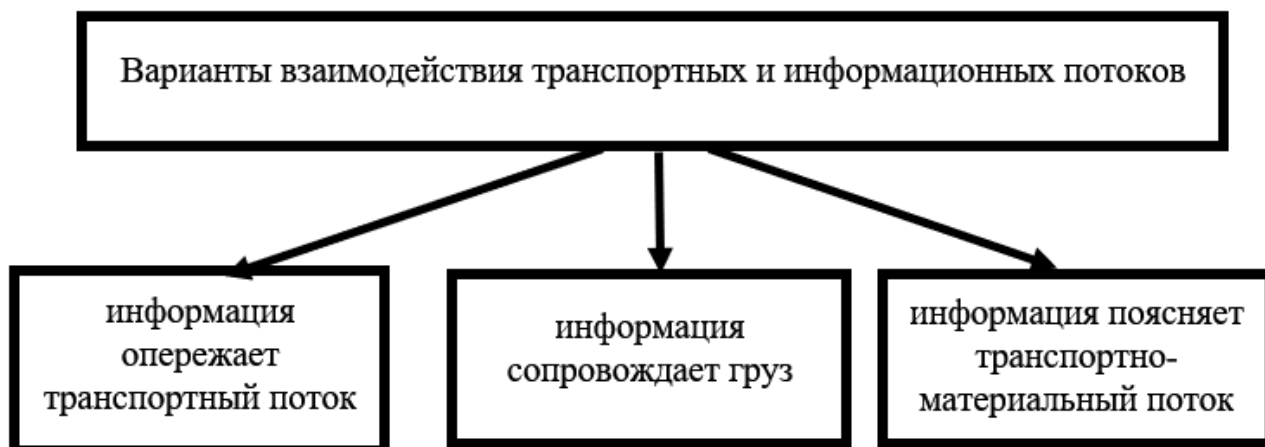 Варианты взаимодействия транспортных и информационных потоков
информация
опережает
транспортный поток
информация
сопровождает груз
информация поясняет
транспортно-
материальный поток